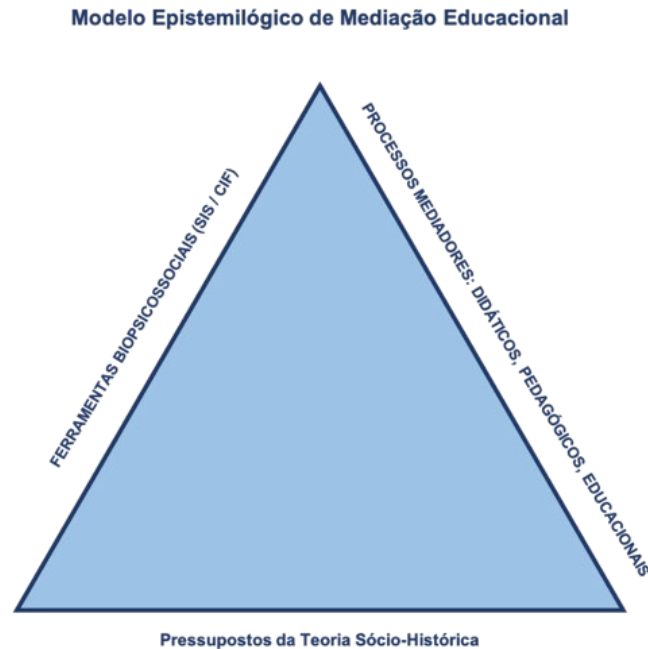 Modelo Epistemilógico de Mediação Educacional
FERRAMENTAS BIOPSICOSSOCIAIS (SIS / CIF)
PROCESSOS MEDIADORES: DIDÁTICOS, PEDAGÓGICOS, EDUCACIONAIS
Pressupostos da Teoria Sócio-Histórica